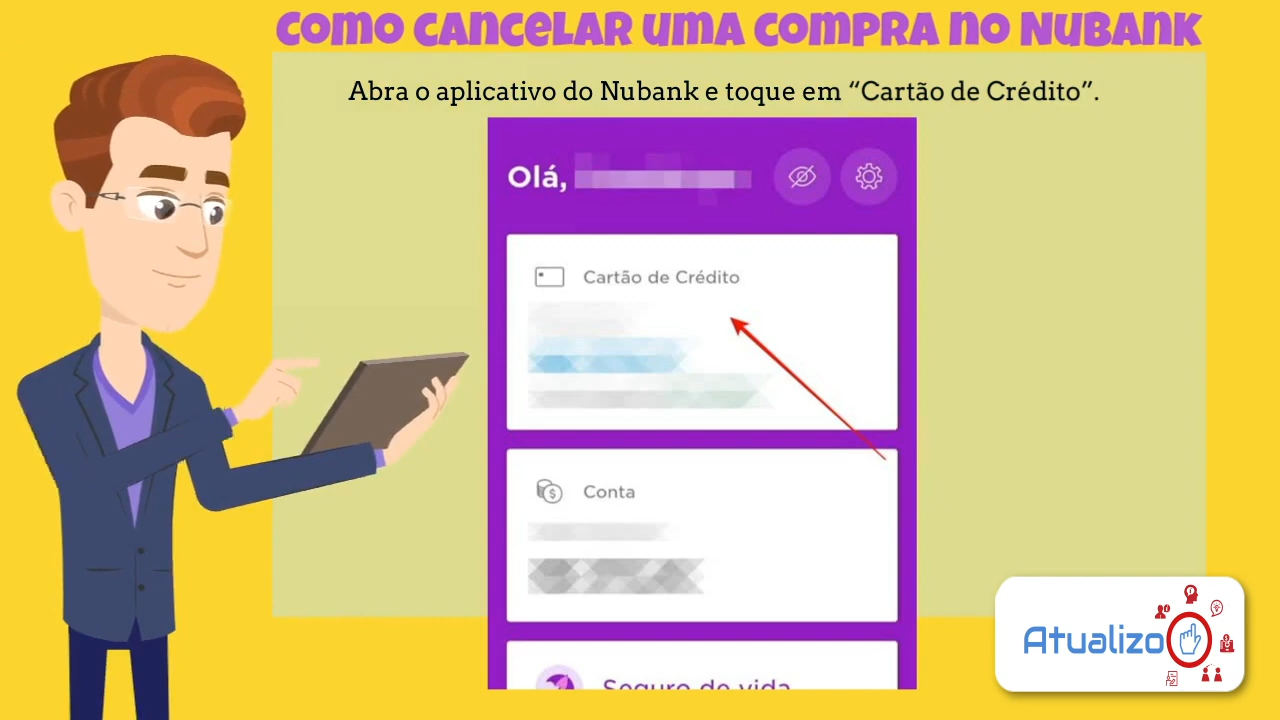 Como cancelar uma compra no Nubank
Abra o aplicativo do Nubank e toque em “Cartão de Crédito”.
Olá,
Cartão de Crédito
Conta
$
Seguro de vida
Atualizo